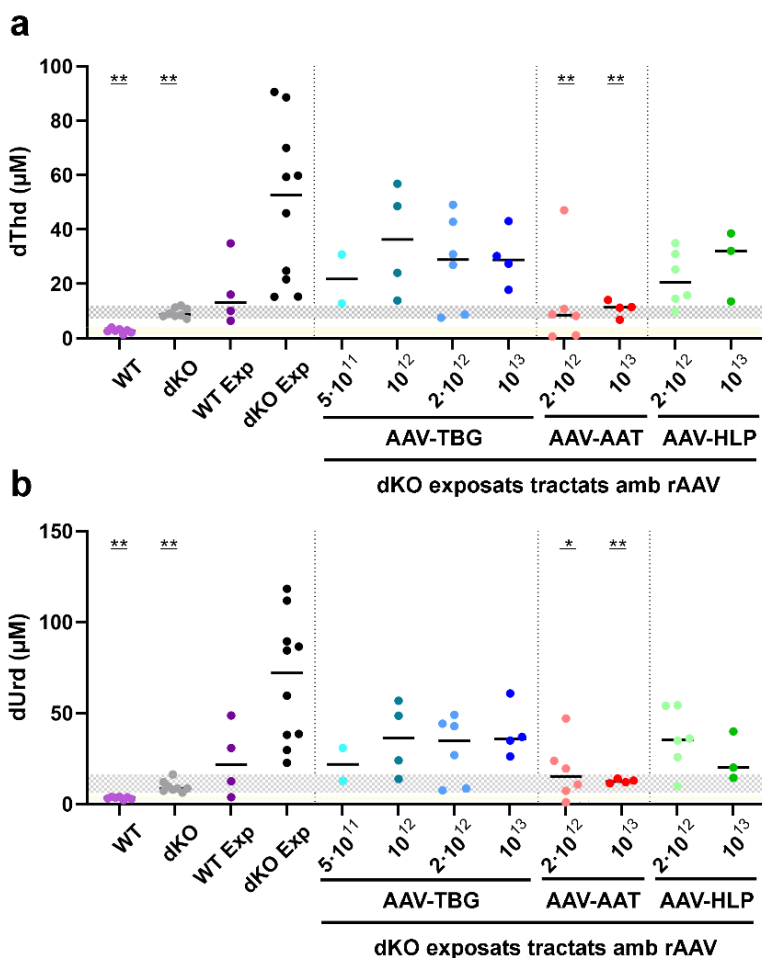 a
dThd (µM)
100
80
60
40
20
0
** ** ** **
WT dKO WT Exp dKO Exp 5·10¹¹ 10¹² 2·10¹² 10¹³ 2·10¹² 10¹³ 2·10¹² 10¹³
AAV-TBG AAV-AAT AAV-HLP
dKO exposats tractats amb rAAV
b
dUrd (µM)
150
100
50
0
** ** * **
WT dKO WT Exp dKO Exp 5·10¹¹ 10¹² 2·10¹² 10¹³ 2·10¹² 10¹³ 2·10¹² 10¹³
AAV-TBG AAV-AAT AAV-HLP
dKO exposats tractats amb rAAV